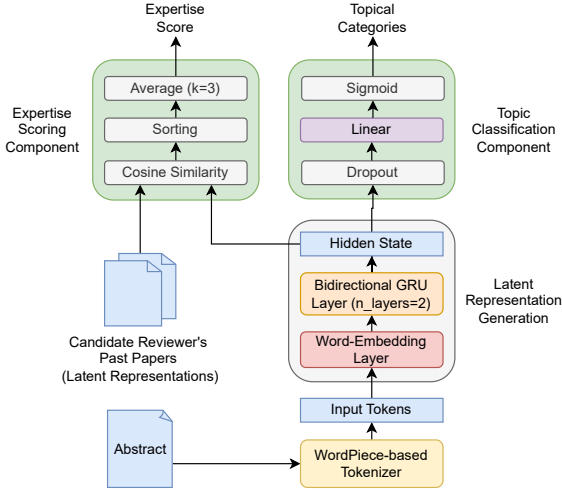 Expertise
Score
Topical
Categories
Expertise
Scoring
Component
Average (k=3)
Sorting
Cosine Similarity
Sigmoid
Linear
Dropout
Topic
Classification
Component
Hidden State
Bidirectional GRU
Layer (n_layers=2)
Word-Embedding
Layer
Latent
Representation
Generation
Candidate Reviewer's
Past Papers
(Latent Representations)
Input Tokens
Abstract
WordPiece-based
Tokenizer